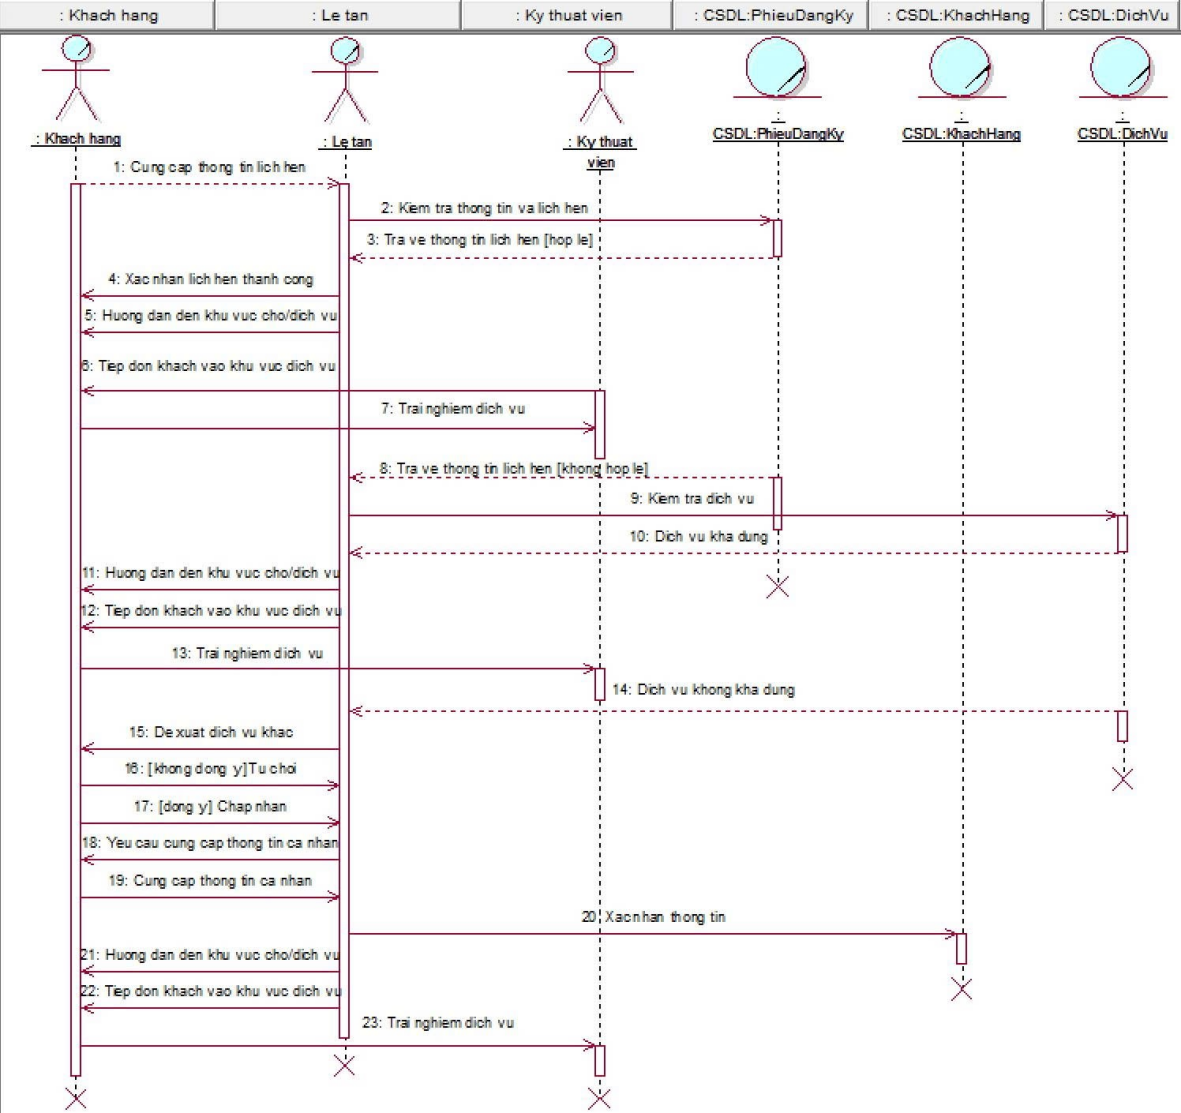 : Khach hang
: Le tan
: Ky thuat vien
: CSDL:PhieuDangKy
: CSDL:KhachHang
: CSDL:DichVu
: Khach hang
: Le tan
: Ky thuat
vien
:
CSDL:PhieuDangKy
:
CSDL:KhachHang
:
CSDL:DichVu
1: Cung cap thong tin lich hen
2: Kiem tra thong tin va lich hen
3: Tra ve thong tin lich hen [hop le]
4: Xac nhan lich hen thanh cong
5: Huong dan den khu vuc cho/dich vu
6: Tiep don khach vao khu vuc dich vu
7: Trai nghiem dich vu
8: Tra ve thong tin lich hen [khong hop le]
9: Kiem tra dich vu
10: Dich vu kha dung
11: Huong dan den khu vuc cho/dich vu
12: Tiep don khach vao khu vuc dich vu
13: Trai nghiem dich vu
14: Dich vu khong kha dung
15: De xuat dich vu khac
16: [khong dong y]Tu choi
17: [dong y] Chap nhan
18: Yeu cau cung cap thong tin ca nhan
19: Cung cap thong tin ca nhan
20: Xac nhan thong tin
21: Huong dan den khu vuc cho/dich vu
22: Tiep don khach vao khu vuc dich vu
23: Trai nghiem dich vu